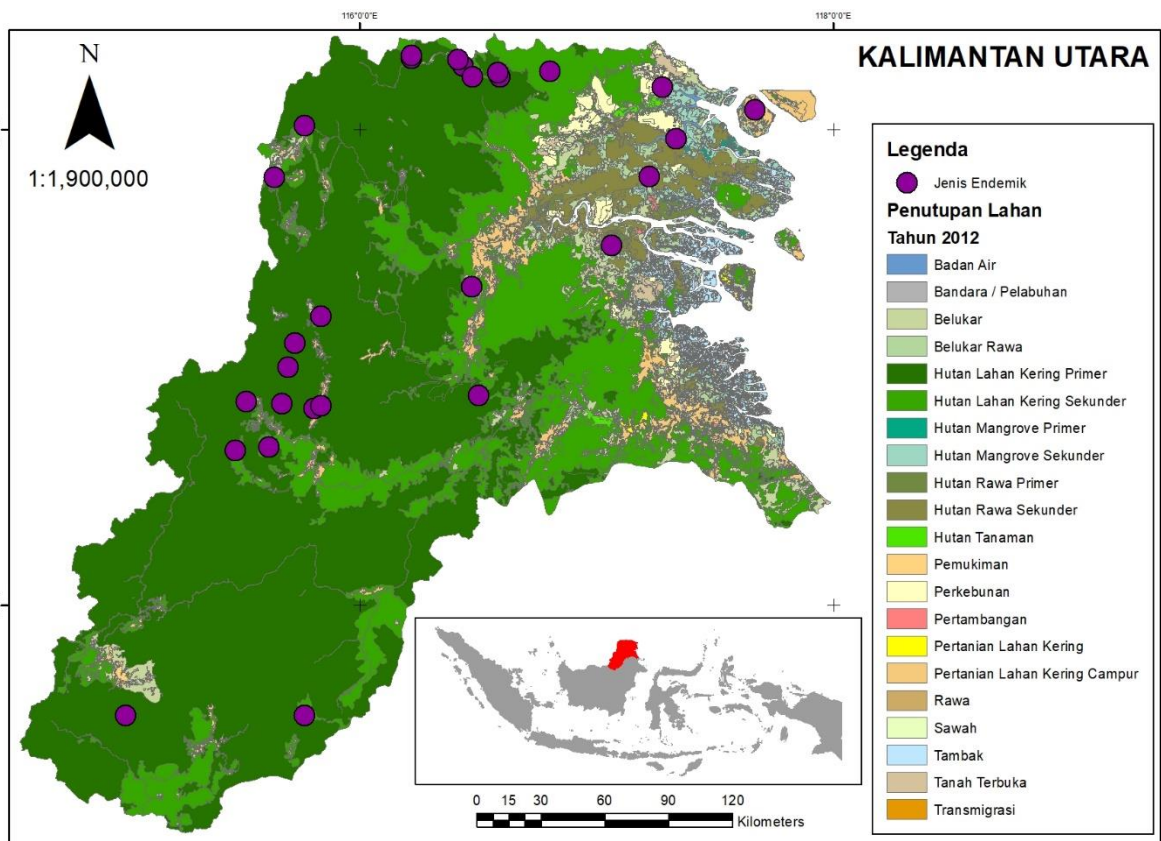 116°0'0"E
118°0'0"E
N
1:1,900,000
KALIMANTAN UTARA
Legenda
Jenis Endemik
Penutupan Lahan
Tahun 2012
Badan Air
Bandara / Pelabuhan
Belukar
Belukar Rawa
Hutan Lahan Kering Primer
Hutan Lahan Kering Sekunder
Hutan Mangrove Primer
Hutan Mangrove Sekunder
Hutan Rawa Primer
Hutan Rawa Sekunder
Hutan Tanaman
Pemukiman
Perkebunan
Pertambangan
Pertanian Lahan Kering
Pertanian Lahan Kering Campur
Rawa
Sawah
Tambak
Tanah Terbuka
Transmigrasi
0 15 30 60 90 120
Kilometers